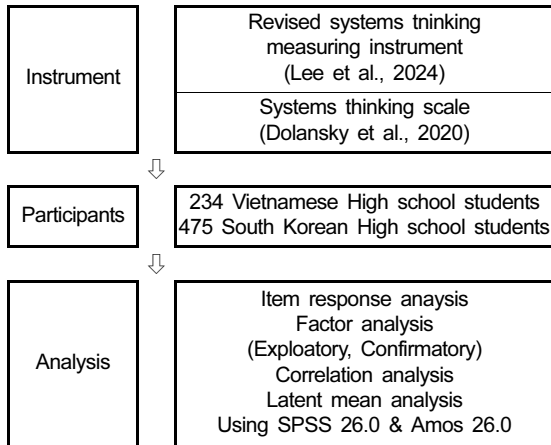 Instrument
Revised systems tninking
measuring instrument
(Lee et al., 2024)
Systems thinking scale
(Dolansky et al., 2020)
Participants
234 Vietnamese High school students
475 South Korean High school students
Analysis
Item response anaysis
Factor analysis
(Exploatory, Confirmatory)
Correlation analysis
Latent mean analysis
Using SPSS 26.0 & Amos 26.0